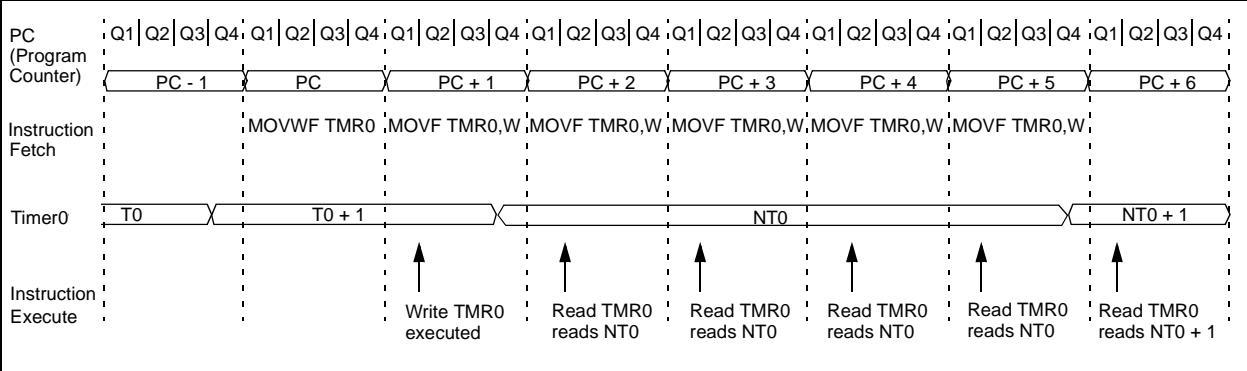 PC
(Program
Counter)
Q1 Q2 Q3 Q4 Q1 Q2 Q3 Q4 Q1 Q2 Q3 Q4 Q1 Q2 Q3 Q4 Q1 Q2 Q3 Q4 Q1 Q2 Q3 Q4 Q1 Q2 Q3 Q4 Q1 Q2 Q3 Q4
PC - 1 PC PC + 1 PC + 2 PC + 3 PC + 4 PC + 5 PC + 6
Instruction
Fetch
MOVWF TMR0 MOVF TMR0,W MOVF TMR0,W MOVF TMR0,W MOVF TMR0,W MOVF TMR0,W
Timer0 T0 T0 + 1 NT0 NT0 + 1
Instruction
Execute
Write TMR0
executed
Read TMR0
reads NT0
Read TMR0
reads NT0
Read TMR0
reads NT0
Read TMR0
reads NT0
Read TMR0
reads NT0 + 1